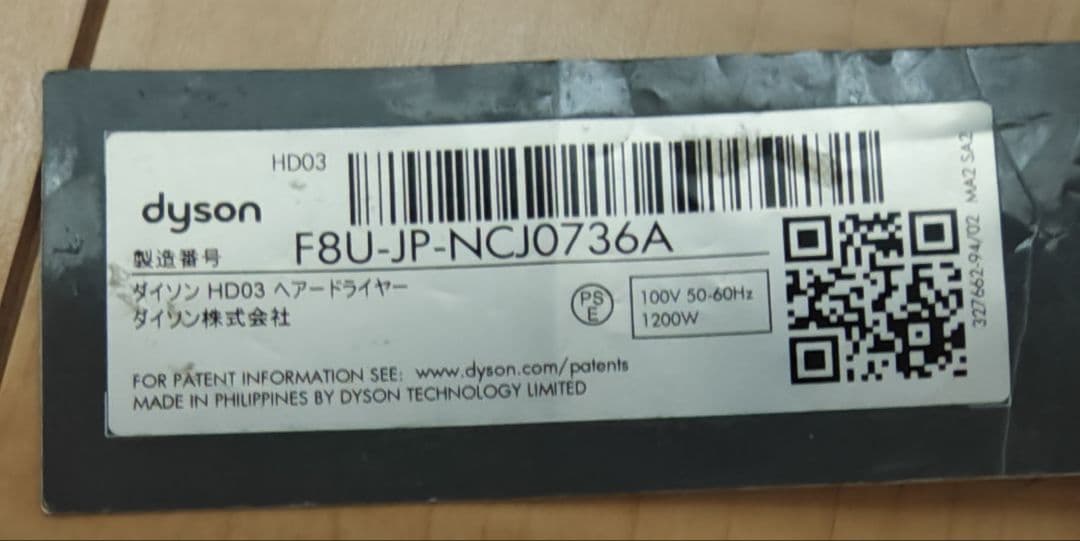 HD03
dyson
製造番号 F8U-JP-NCJ0736A
ダイソン HD03 ヘアードライヤー
ダイソン株式会社
PS
E
100V 50-60Hz
1200W
FOR PATENT INFORMATION SEE: www.dyson.com/patents
MADE IN PHILIPPINES BY DYSON TECHNOLOGY LIMITED
327662-94/02 MA2 SA2